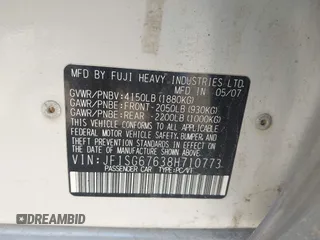 MFD. BY FUJI HEAVY INDUSTRIES LTD.
MFD. IN 05/07
GVWR/PNBV:4150LB (1880KG)
GAWR/PNBE:FRONT-2050LB (930KG)
GAWR/PNBE:REAR -2200LB (1000KG)
THIS VEHICLE CONFORMS TO ALL APPLICABLE
FEDERAL MOTOR VEHICLE SAFETY, BUMPER,
AND THEFT PREVENTION STANDARDS
IN EFFECT ON THE DATE OF
MANUFACTURE SHOWN ABOVE.
VIN:JF1SG67638H710773
PASSENGER CAR TYPE:PC/VP
AUTOBIDMASTER